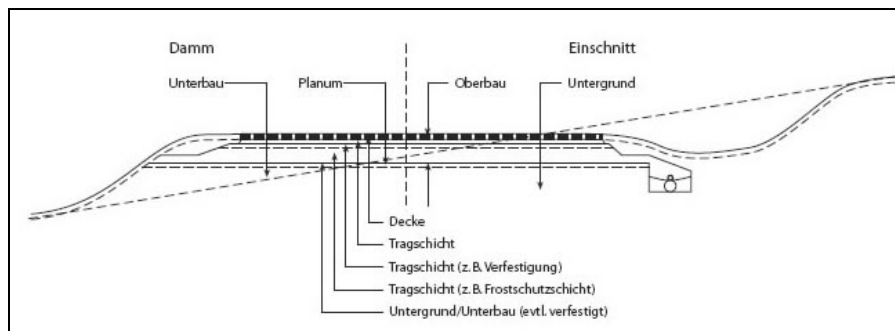 Damm
Einschnitt
Unterbau
Planum
Oberbau
Untergrund
Decke
Tragschicht
Tragschicht (z. B. Verfestigung)
Tragschicht (z. B. Frostschutzschicht)
Untergrund/Unterbau (evtl. verfestigt)